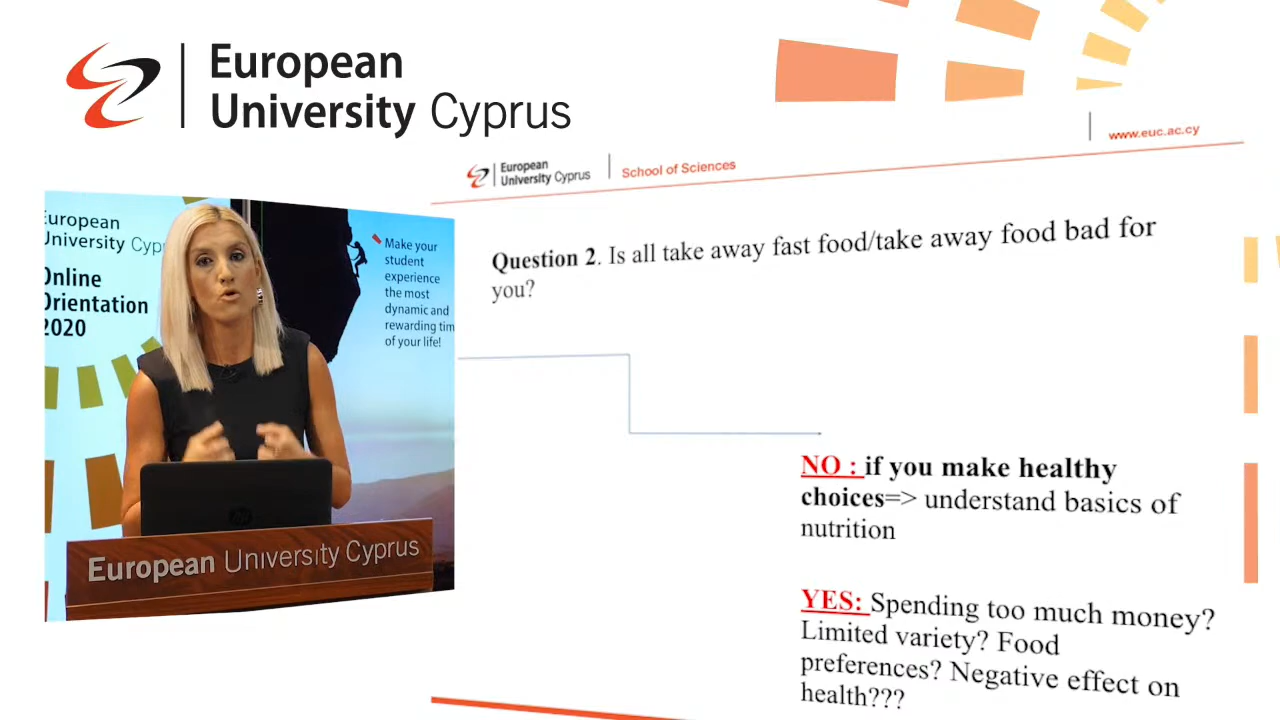 European
University Cyprus
European
University Cyprus
School of Sciences
www.euc.ac.cy
Question 2. Is all take away fast food/take away food bad for
you?
NO : if you make healthy
choices=> understand basics of
nutrition
YES: Spending too much money?
Limited variety? Food
preferences? Negative effect on
health???
European
University Cyp
Online
Orientation
2020
Make your
student
experience
the most
dynamic and
rewarding tim
of your life!
European University Cyprus